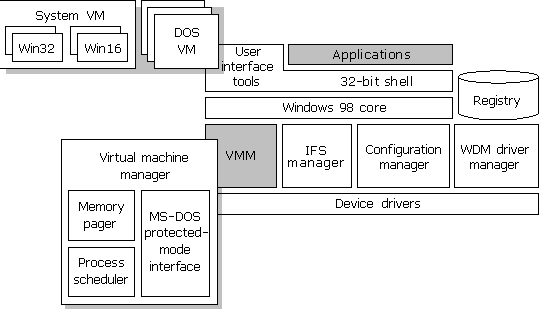 System VM
Win32
Win16
DOS
VM
User
interface
tools
Applications
32-bit shell
Registry
Windows 98 core
Virtual machine
manager
VMM
IFS
manager
Configuration
manager
WDM driver
manager
Memory
pager
MS-DOS
protected-
mode
interface
Process
scheduler
Device drivers